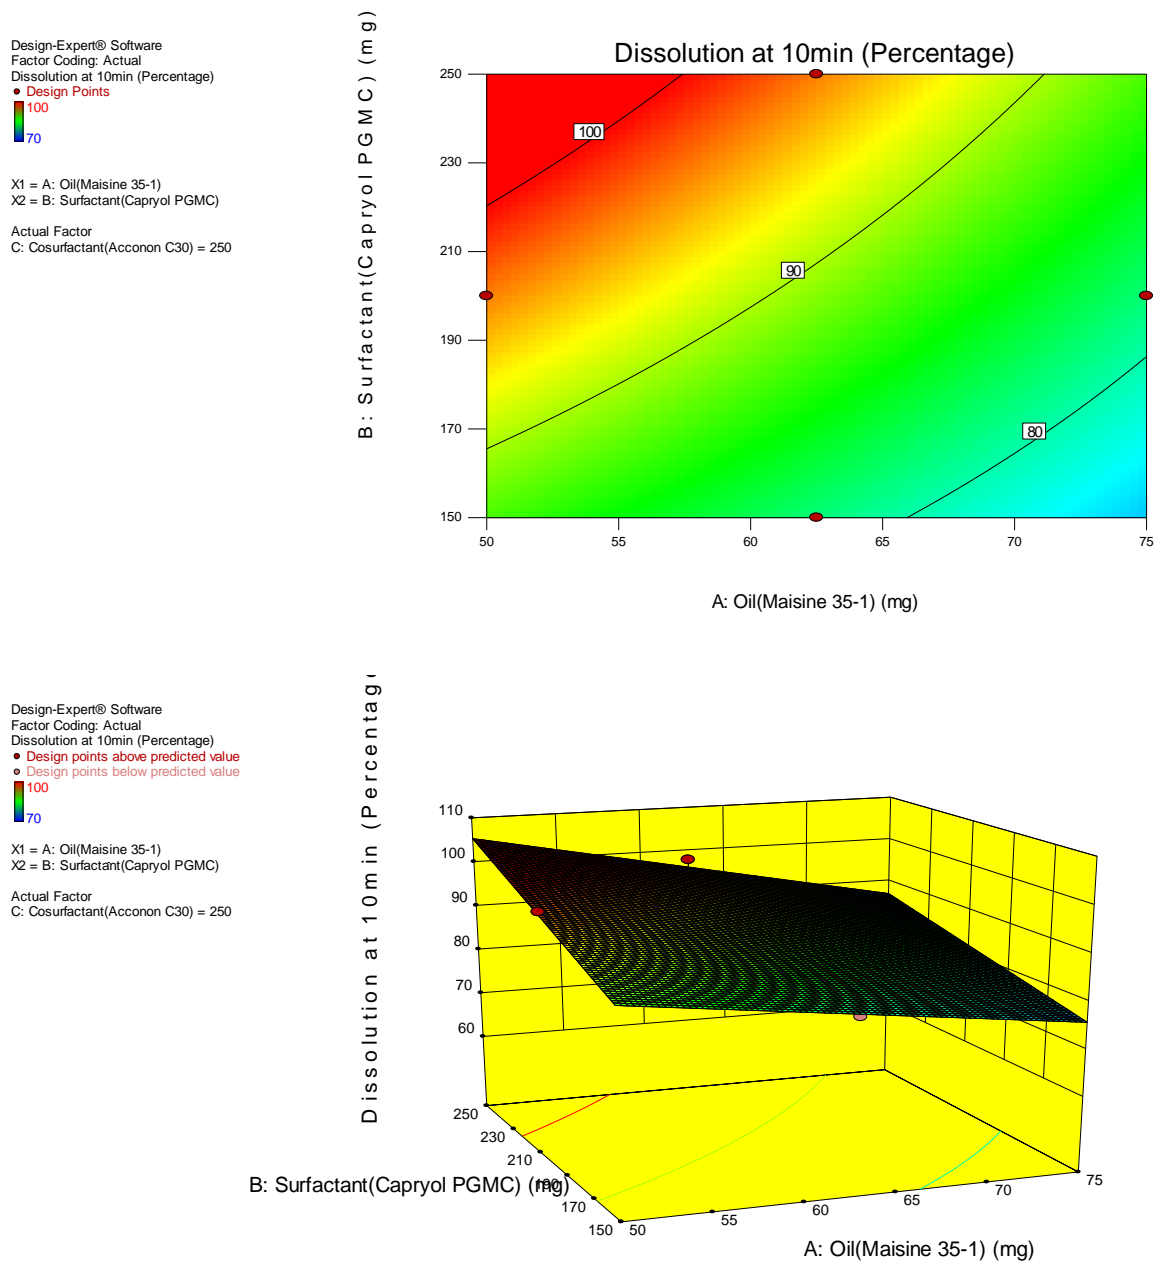 Design-Expert® Software
Factor Coding: Actual
Dissolution at 10min (Percentage)
Design Points
100
70
X1 = A: Oil(Maisine 35-1)
X2 = B: Surfactant(Capryol PGMC)
Actual Factor
C: Cosurfactant(Acconon C30) = 250
Dissolution at 10min (Percentage)
B: Surfactant(Capryol PGMC) (mg)
250
230
210
190
170
150
50
55
60
65
70
75
100
90
80
A: Oil(Maisine 35-1) (mg)
Design-Expert® Software
Factor Coding: Actual
Dissolution at 10min (Percentage)
Design points above predicted value
Design points below predicted value
100
70
X1 = A: Oil(Maisine 35-1)
X2 = B: Surfactant(Capryol PGMC)
Actual Factor
C: Cosurfactant(Acconon C30) = 250
Dissolution at 10min (Percentag
110
100
90
80
70
60
250
230
210
190
170
150
50
55
60
65
70
75
B: Surfactant(Capryol PGMC) (mg)
A: Oil(Maisine 35-1) (mg)